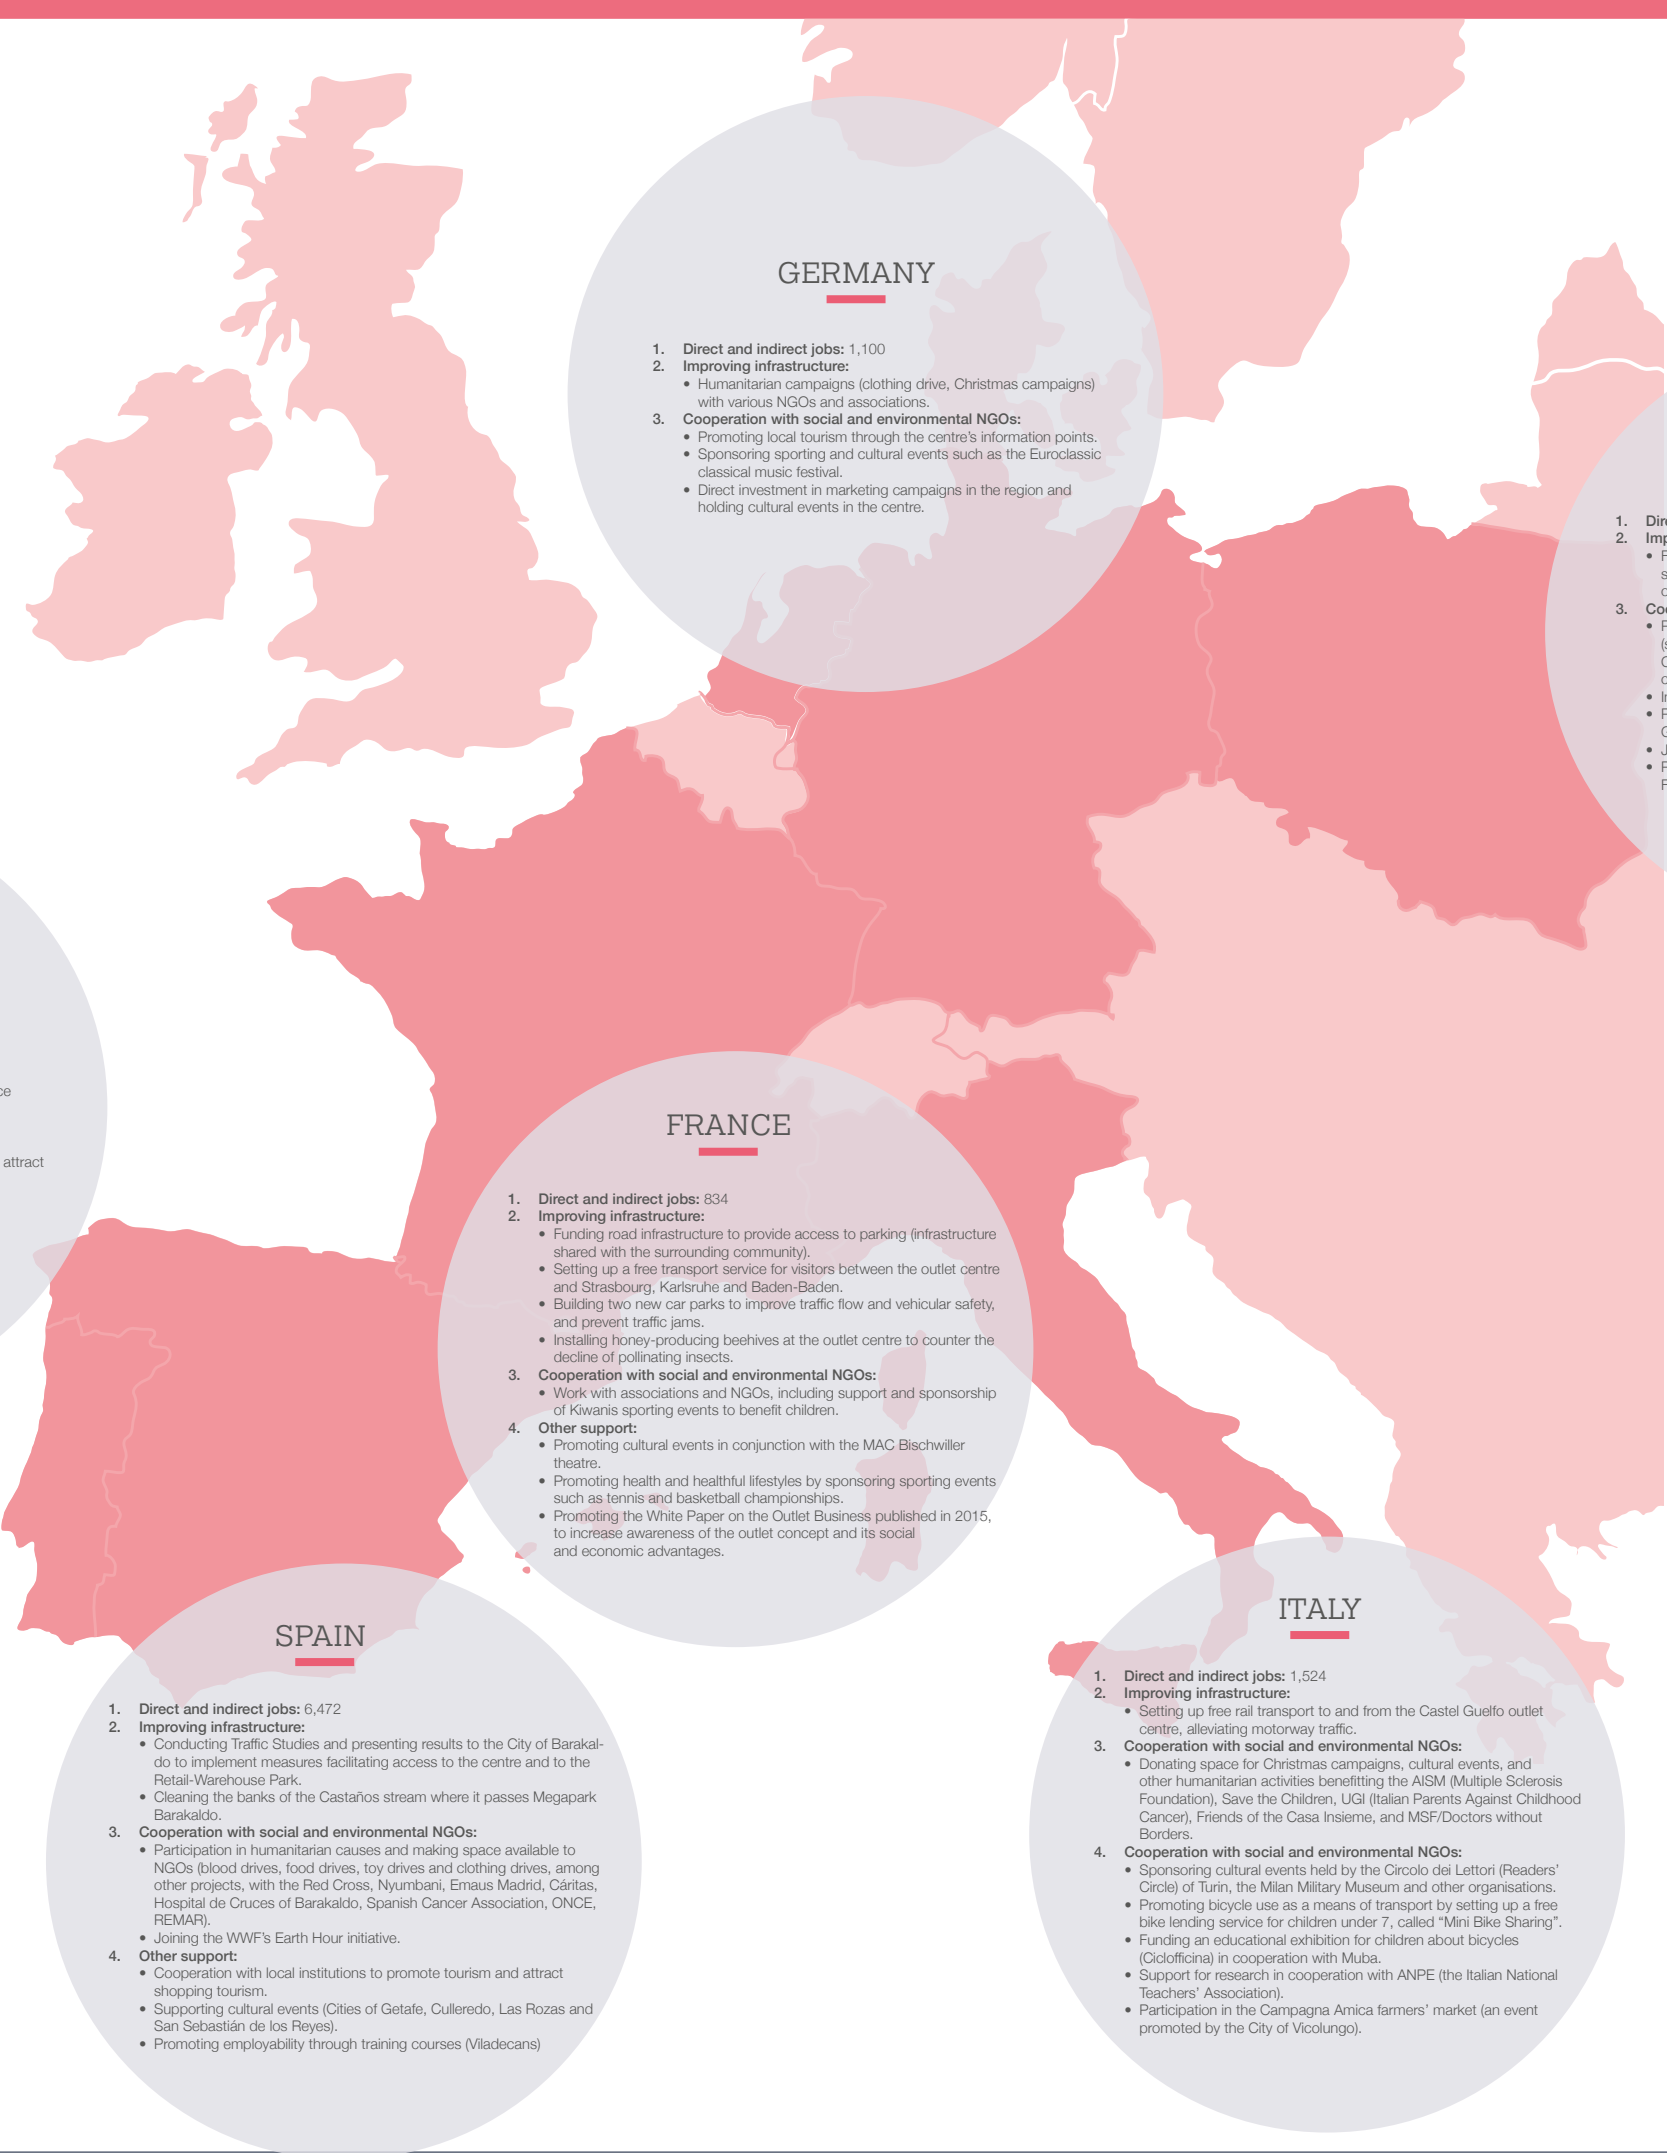 GERMANY
1. Direct and indirect jobs: 1,100
2. Improving infrastructure:
• Humanitarian campaigns (clothing drive, Christmas campaigns)
with various NGOs and associations.
3. Cooperation with social and environmental NGOs:
• Promoting local tourism through the centre's information points.
• Sponsoring sporting and cultural events such as the Euroclassic
classical music festival.
• Direct investment in marketing campaigns in the region and
holding cultural events in the centre.
1.
2.
3.
attract
FRANCE
1. Direct and indirect jobs: 834
2. Improving infrastructure:
• Funding road infrastructure to provide access to parking (infrastructure
shared with the surrounding community).
• Setting up a free transport service for visitors between the outlet centre
and Strasbourg, Karlsruhe and Baden-Baden.
• Building two new car parks to improve traffic flow and vehicular safety,
and prevent traffic jams.
• Installing honey-producing beehives at the outlet centre to counter the
decline of pollinating insects.
3. Cooperation with social and environmental NGOs:
• Work with associations and NGOs, including support and sponsorship
of Kiwanis sporting events to benefit children.
4. Other support:
• Promoting cultural events in conjunction with the MAC Bischwiller
theatre.
• Promoting health and healthful lifestyles by sponsoring sporting events
such as tennis and basketball championships.
• Promoting the White Paper on the Outlet Business published in 2015,
to increase awareness of the outlet concept and its social
and economic advantages.
SPAIN
1. Direct and indirect jobs: 6,472
2. Improving infrastructure:
• Conducting Traffic Studies and presenting results to the City of Barakal-
do to implement measures facilitating access to the centre and to the
Retail-Warehouse Park.
• Cleaning the banks of the Castaños stream where it passes Megapark
Barakaldo.
3. Cooperation with social and environmental NGOs:
• Participation in humanitarian causes and making space available to
NGOs (blood drives, food drives, toy drives and clothing drives, among
other projects, with the Red Cross, Nyumbani, Emaus Madrid, Cáritas,
Hospital de Cruces of Barakaldo, Spanish Cancer Association, ONCE,
REMAR).
• Joining the WWF's Earth Hour initiative.
4. Other support:
• Cooperation with local institutions to promote tourism and attract
shopping tourism.
• Supporting cultural events (Cities of Getafe, Culleredo, Las Rozas and
San Sebastián de los Reyes).
• Promoting employability through training courses (Viladecans)
ITALY
1. Direct and indirect jobs: 1,524
2. Improving infrastructure:
• Setting up free rail transport to and from the Castel Guelfo outlet
centre, alleviating motorway traffic.
3. Cooperation with social and environmental NGOs:
• Donating space for Christmas campaigns, cultural events, and
other humanitarian activities benefitting the AISM (Multiple Sclerosis
Foundation), Save the Children, UGI (Italian Parents Against Childhood
Cancer), Friends of the Casa Insieme, and MSF/Doctors without
Borders.
4. Cooperation with social and environmental NGOs:
• Sponsoring cultural events held by the Circolo dei Lettori (Readers'
Circle) of Turin, the Milan Military Museum and other organisations.
• Promoting bicycle use as a means of transport by setting up a free
bike lending service for children under 7, called “Mini Bike Sharing”.
• Funding an educational exhibition for children about bicycles
(Ciclofficina) in cooperation with Muba.
• Support for research in cooperation with ANPE (the Italian National
Teachers' Association).
• Participation in the Campagna Amica farmers' market (an event
promoted by the City of Vicolungo).